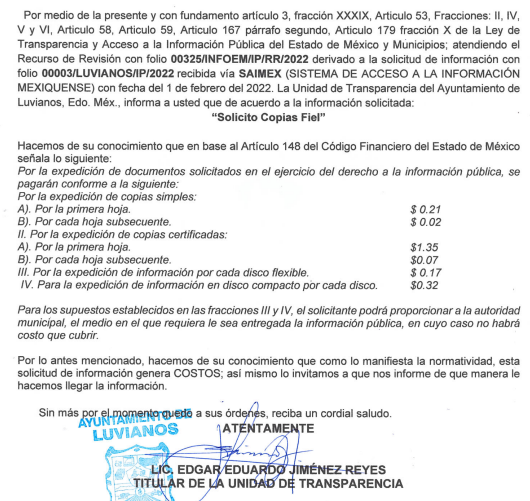 Por medio de la presente y con fundamento artículo 3, fracción XXXIX, Artículo 53, Fracciones: II, IV,
V y VI, Artículo 58, Artículo 59, Artículo 167 párrafo segundo, Artículo 179 fracción X de la Ley de
Transparencia y Acceso a la Información Pública del Estado de México y Municipios; atendiendo el
Recurso de Revisión con folio 00325/INFOEM/IP/RR/2022 derivado a la solicitud de información con
folio 00003/LUVIANOS/IP/2022 recibida vía SAIMEX (SISTEMA DE ACCESO A LA INFORMACIÓN
MEXIQUENSE) con fecha del 1 de febrero del 2022. La Unidad de Transparencia del Ayuntamiento de
Luvianos, Edo. Méx., informa a usted que de acuerdo a la información solicitada:
“Solicito Copias Fiel”
Hacemos de su conocimiento que en base al Artículo 148 del Código Financiero del Estado de México
señala lo siguiente:
Por la expedición de documentos solicitados en el ejercicio del derecho a la información pública, se
pagarán conforme a la siguiente:
Por la expedición de copias simples:
A). Por la primera hoja. $ 0.21
B). Por cada hoja subsecuente. $ 0.02
II. Por la expedición de copias certificadas:
A). Por la primera hoja. $1.35
B). Por cada hoja subsecuente. $0.07
III. Por la expedición de información por cada disco flexible. $ 0.17
IV. Para la expedición de información en disco compacto por cada disco. $0.32
Para los supuestos establecidos en las fracciones III y IV, el solicitante podrá proporcionar a la autoridad
municipal, el medio en el que requiera le sea entregada la información pública, en cuyo caso no habrá
costo que cubrir.
Por lo antes mencionado, hacemos de su conocimiento que como lo manifiesta la normatividad, esta
solicitud de información genera COSTOS; así mismo lo invitamos a que nos informe de que manera le
hacemos llegar la información.
Sin más por el momento quedo a sus órdenes, reciba un cordial saludo.
AYUNTAMIENTO DE
LUVIANOS
ATENTAMENTE
LIC. EDGAR EDUARDO JIMÉNEZ REYES
TITULAR DE LA UNIDAD DE TRANSPARENCIA